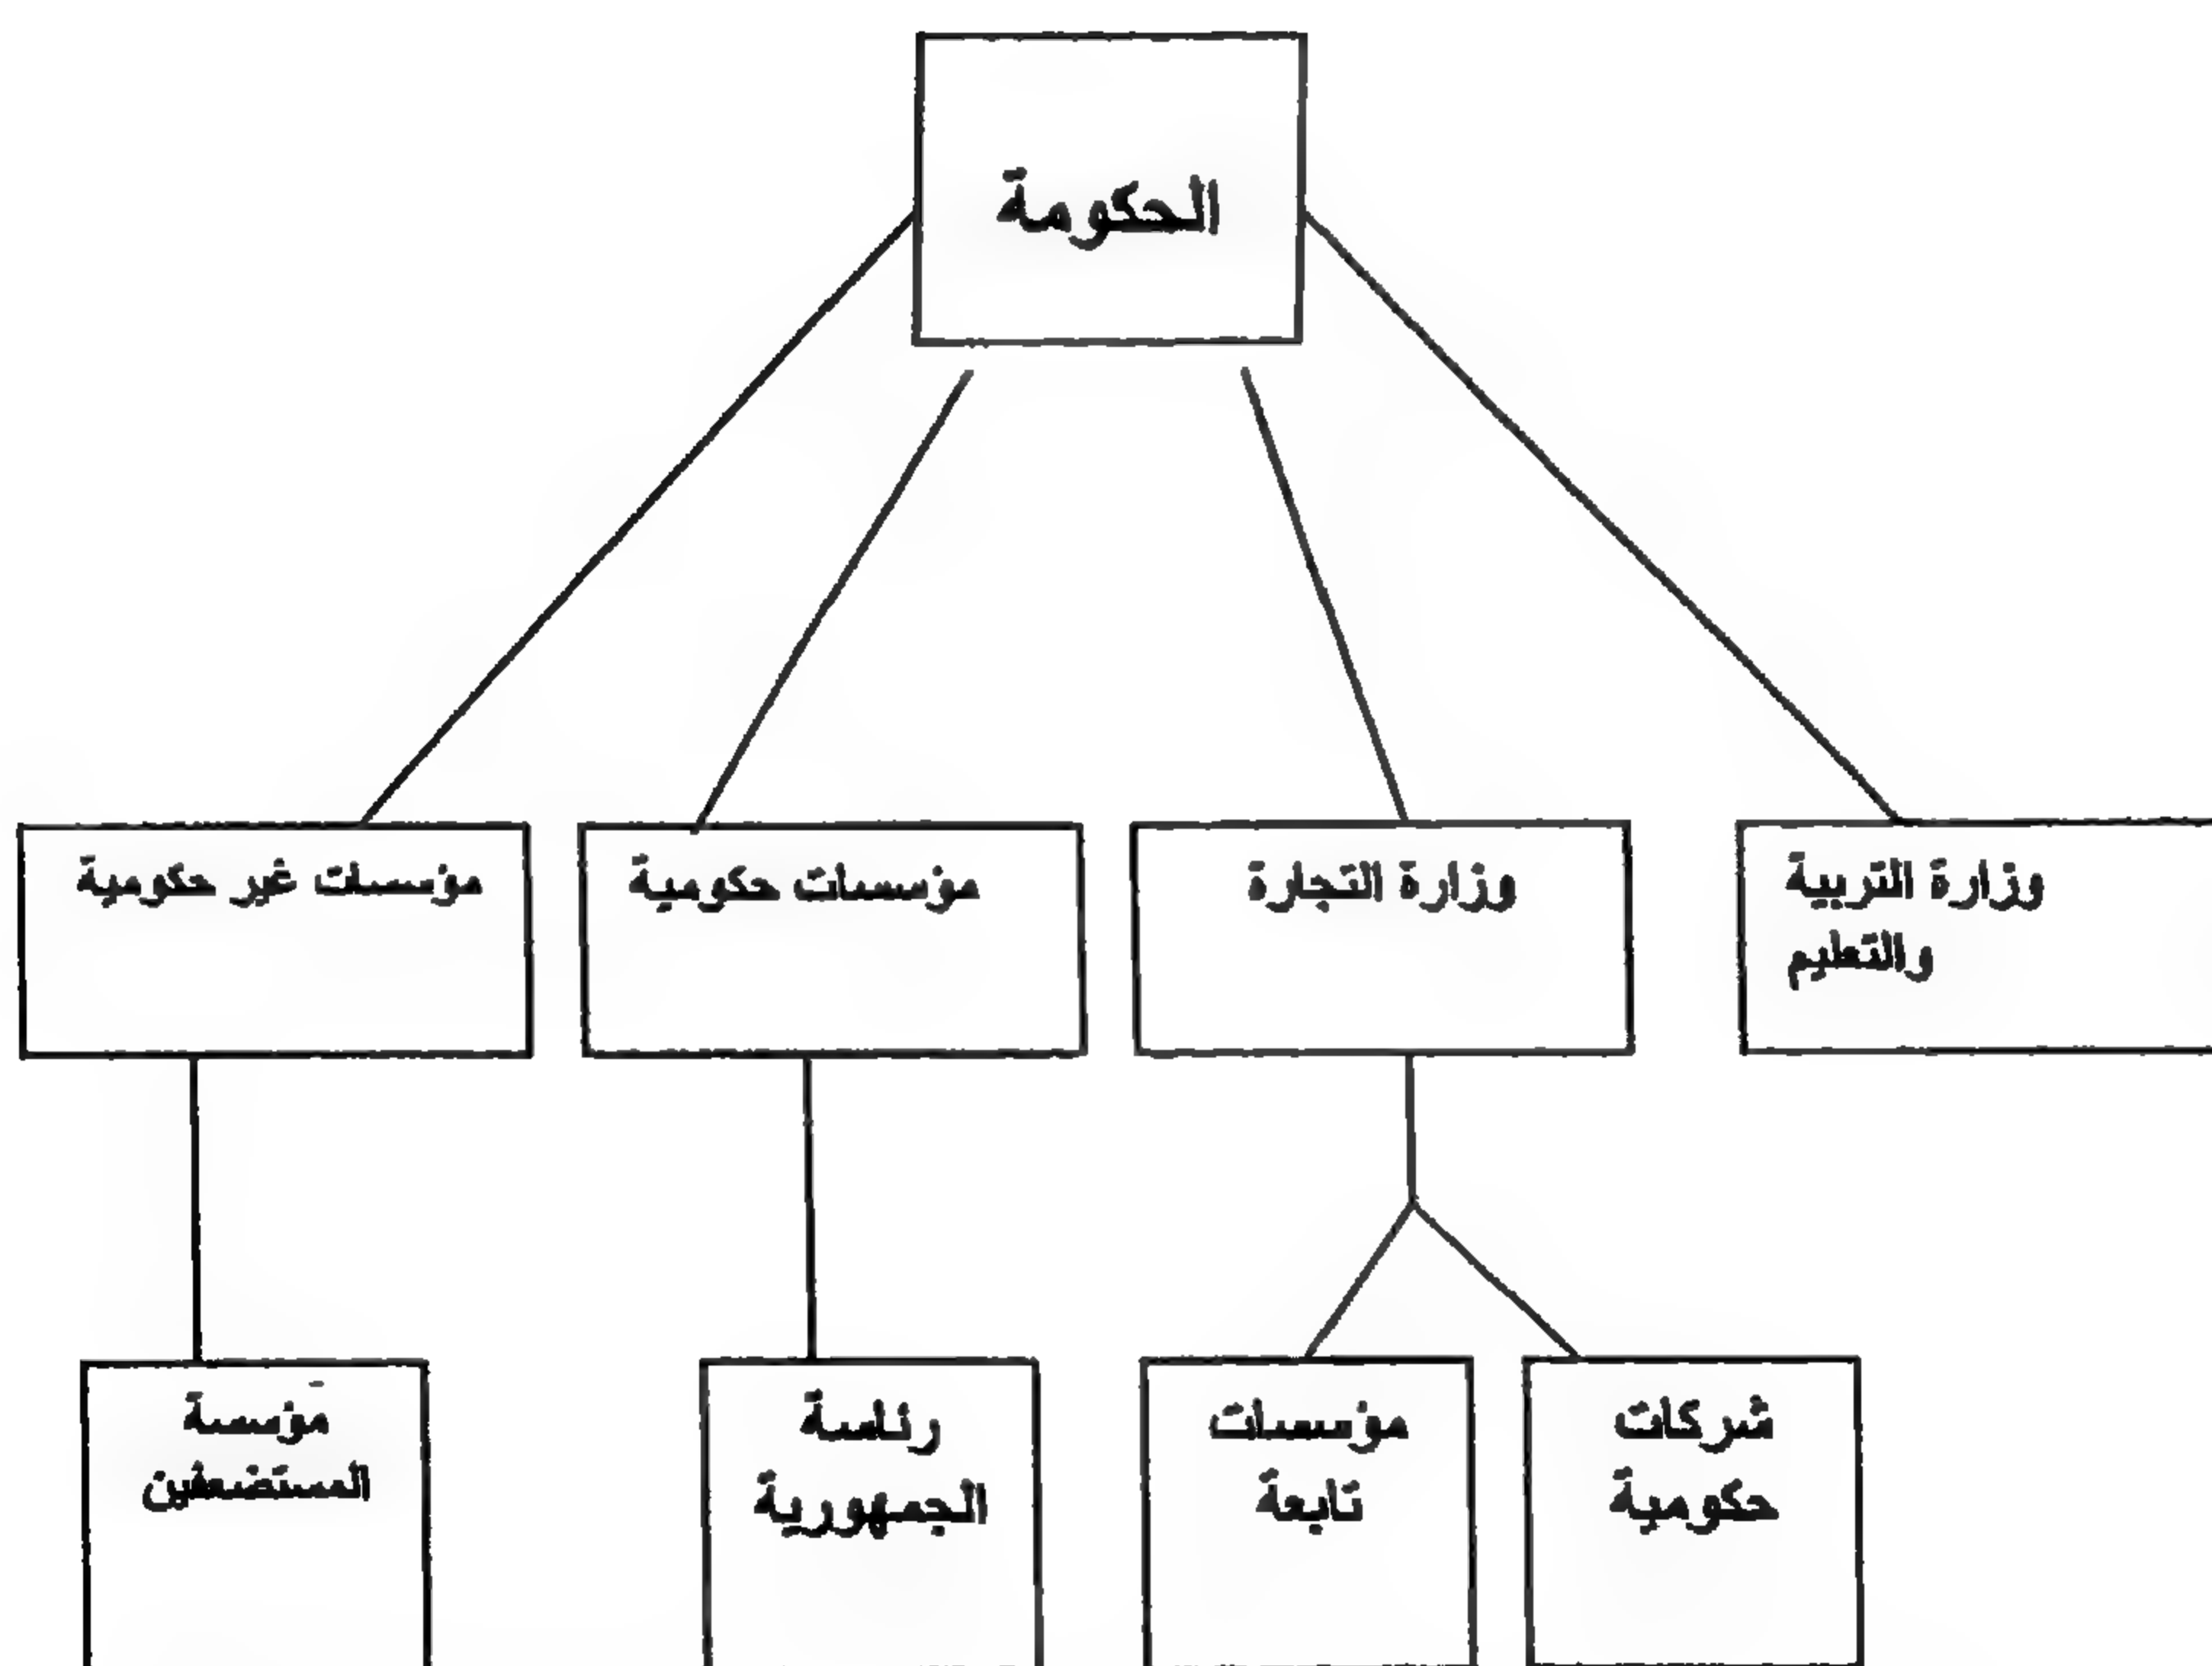 الحكومة
وزارة التربية
والتعليم
وزارة التجارة
مؤسسات حكومية
مؤسسات غير حكومية
شركات
حكومية
مؤسسات
تابعة
رئاسة
الجمهورية
مؤسسة
المستضعفين